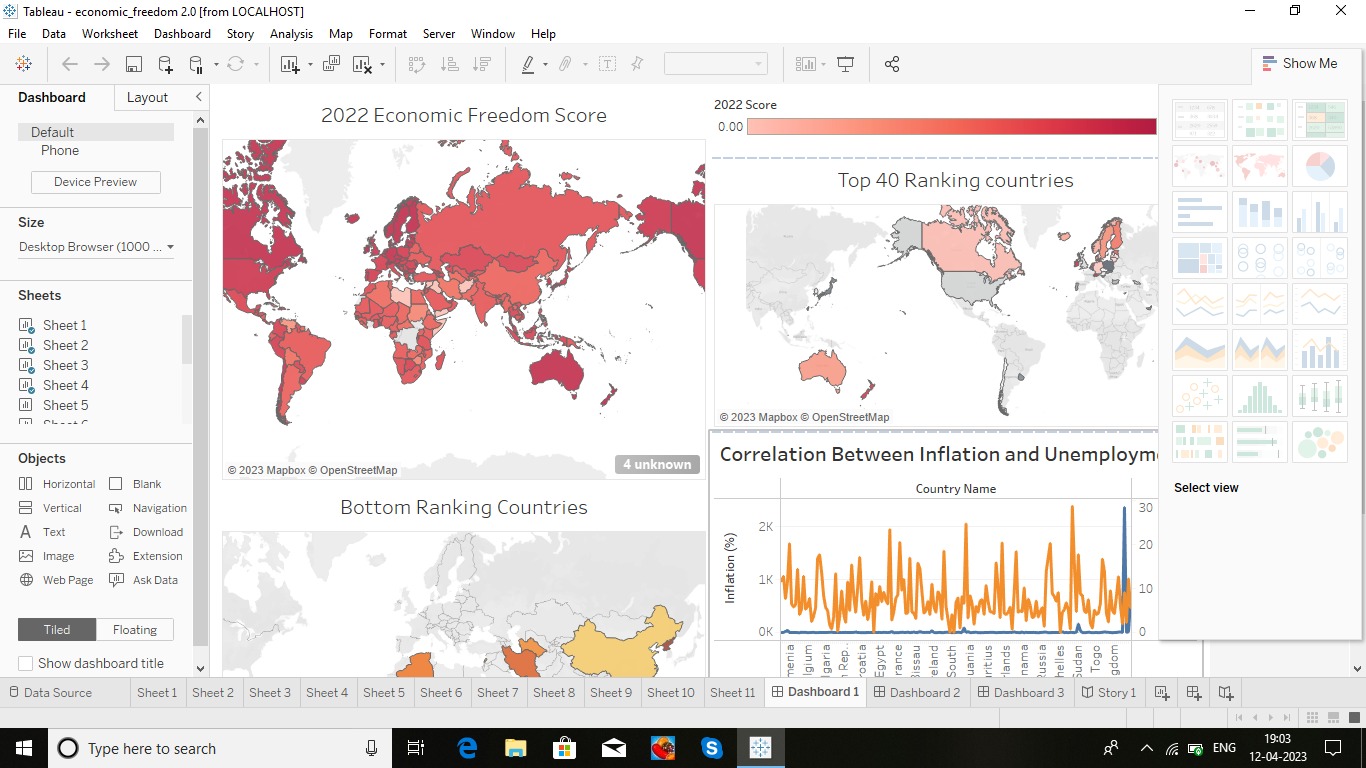 Tableau - economic_freedom 2.0 [from LOCALHOST]
File Data Worksheet Dashboard Story Analysis Map Format Server Window Help
Show Me
Dashboard Layout
Default
Phone
Device Preview
Size
Desktop Browser (1000 ...
Sheets
Sheet 1
Sheet 2
Sheet 3
Sheet 4
Sheet 5
Objects
Horizontal Blank
Vertical Navigation
Text Download
Image Extension
Web Page Ask Data
Tiled Floating
Show dashboard title
2022 Economic Freedom Score
© 2023 Mapbox © OpenStreetMap
4 unknown
Bottom Ranking Countries
2022 Score
0.00
Top 40 Ranking countries
© 2023 Mapbox © OpenStreetMap
Correlation Between Inflation and Unemployme
Country Name
Inflation (%)
2K
1K
0K
30
20
10
0
menia
lgium
lgaria
n Rep..
roatia
Egypt
rance
Bissau
reland
South
uania
ritius
rlands
nama
Russia
helles
Sudan
Togo
gdom
Select view
Data Source Sheet 1 Sheet 2 Sheet 3 Sheet 4 Sheet 5 Sheet 6 Sheet 7 Sheet 8 Sheet 9 Sheet 10 Sheet 11 Dashboard 1 Dashboard 2 Dashboard 3 Story 1
Type here to search
ENG
19:03
12-04-2023